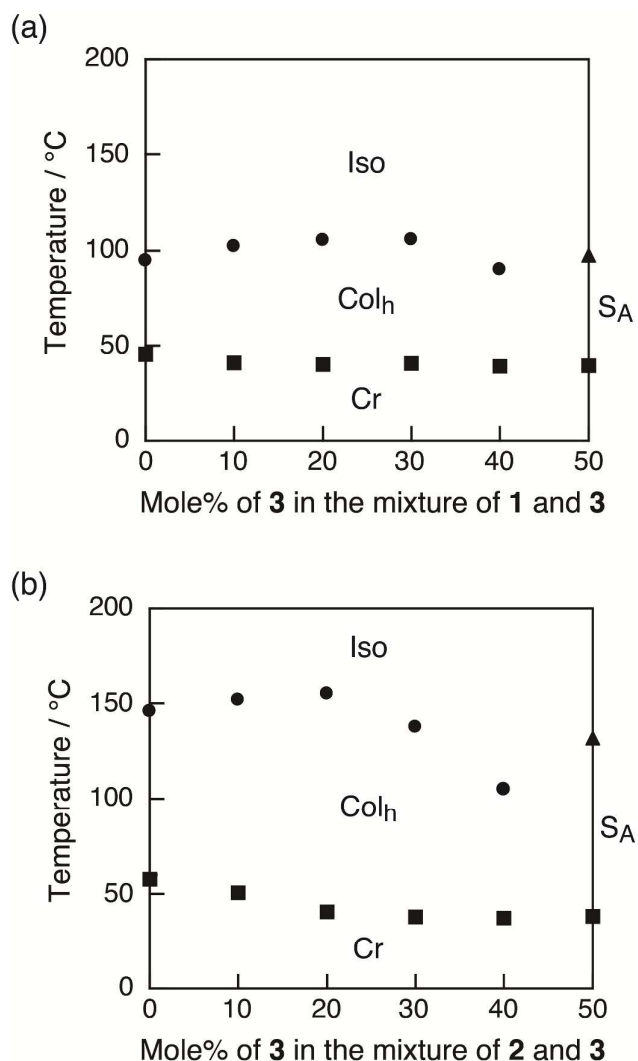 (a)
200
150
100
50
0
Temperature / °C
Iso
Colh
SA
Cr
0 10 20 30 40 50
Mole% of 3 in the mixture of 1 and 3
(b)
200
150
100
50
0
Temperature / °C
Iso
Colh
SA
Cr
0 10 20 30 40 50
Mole% of 3 in the mixture of 2 and 3